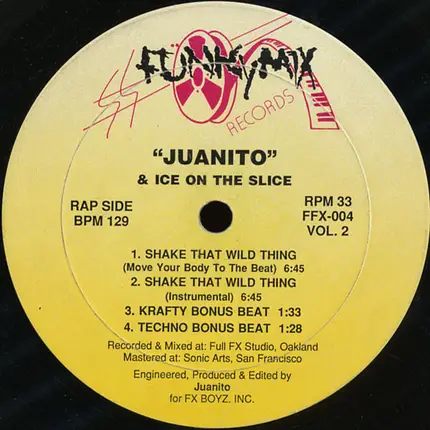 FUNKYMIX
RECORDS
"JUANITO"
& ICE ON THE SLICE
RAP SIDE
BPM 129
RPM 33
FFX-004
VOL. 2
1. SHAKE THAT WILD THING
(Move Your Body To The Beat) 6:45
2. SHAKE THAT WILD THING
(Instrumental) 6:45
3. KRAFTY BONUS BEAT 1:33
4. TECHNO BONUS BEAT 1:28
Recorded & Mixed at: Full FX Studio, Oakland
Mastered at: Sonic Arts, San Francisco
Engineered, Produced & Edited by
Juanito
for FX BOYZ. INC.